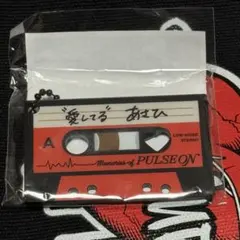 "愛してる" あさひ
A
LOW-NOISE
STEREO
Memories of PULSE ON